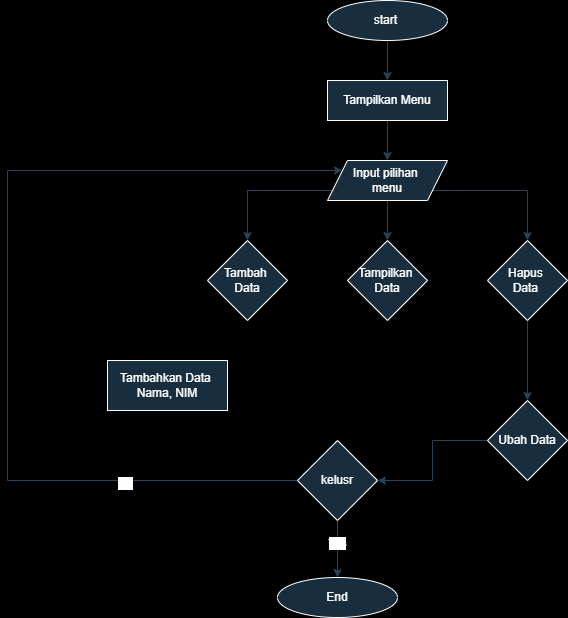 start
Tampilkan Menu
Input pilihan
menu
Tambah
Data
Tampilkan
Data
Hapus
Data
Tambahkan Data
Nama, NIM
Ubah Data
kelusr
End